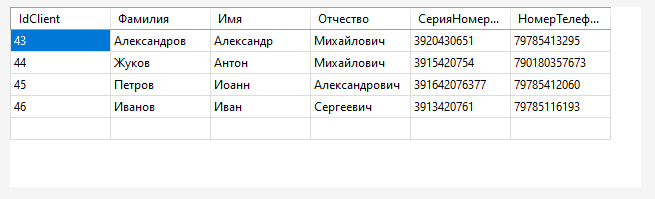 IdClient Фамилия Имя Отчество СерияНомер... НомерТелеф...
43 Александров Александр Михайлович 3920430651 79785413295
44 Жуков Антон Михайлович 3915420754 790180357673
45 Петров Иоанн Александрович 391642076377 79785412060
46 Иванов Иван Сергеевич 3913420761 79785116193